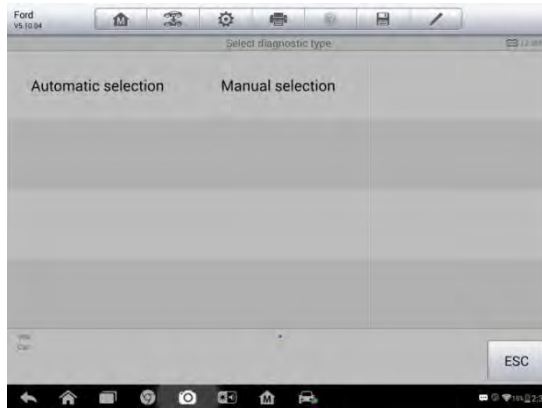 Ford
V5.10.04
Select diagnostic type
Automatic selection
Manual selection
ESC